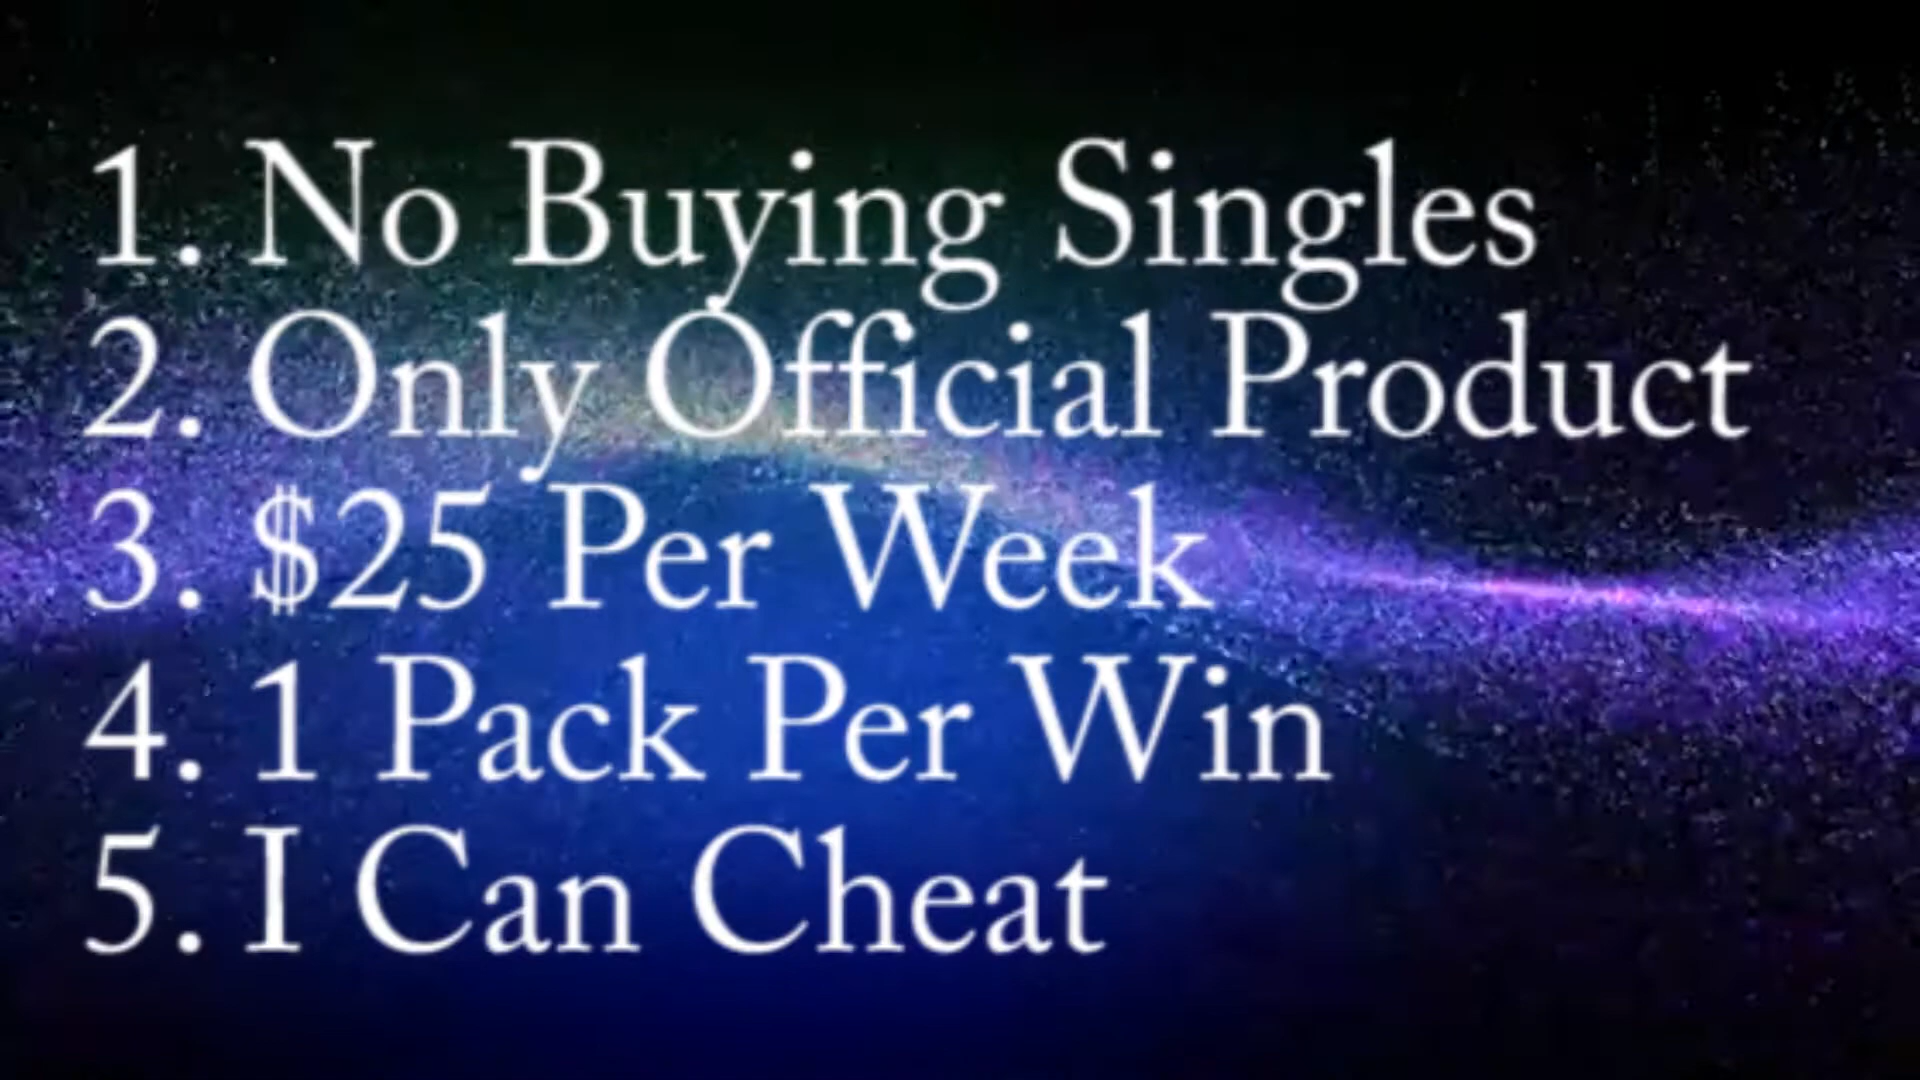 1. No Buying Singles
2. Only Official Product
3. $25 Per Week
4. 1 Pack Per Win
5. I Can Cheat